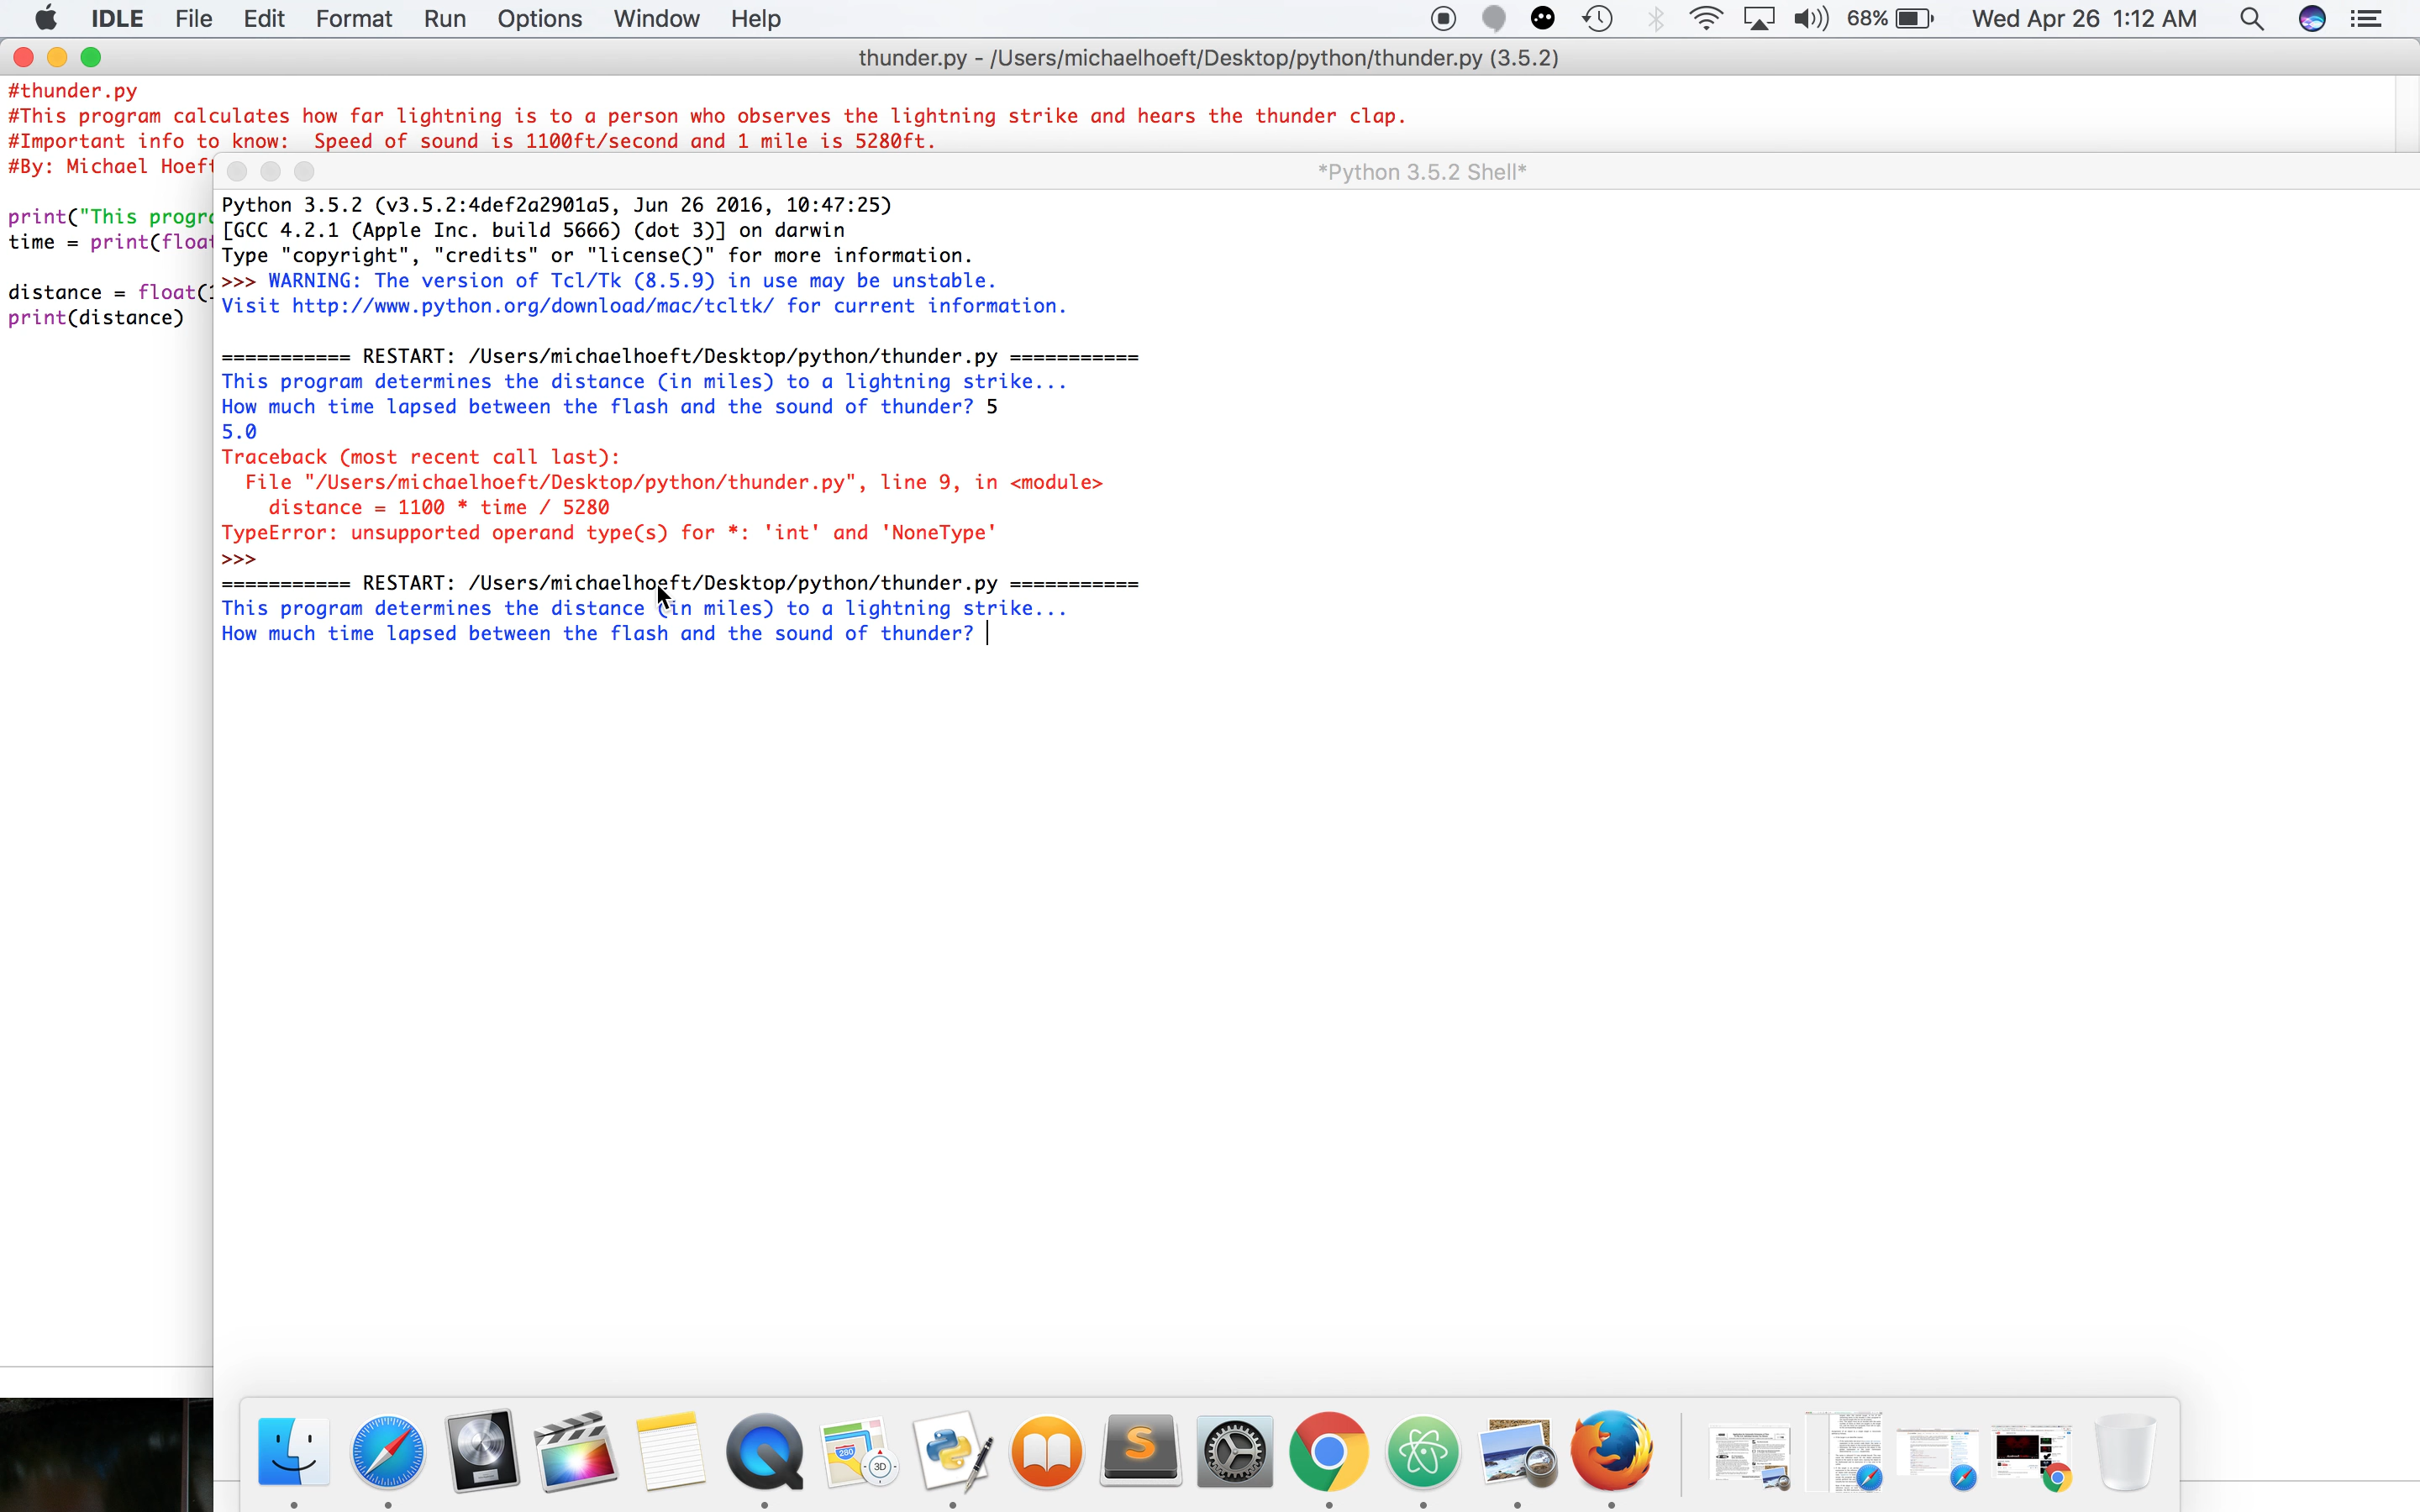 IDLE File Edit Format Run Options Window Help 68% Wed Apr 26 1:12 AM
thunder.py - /Users/michaelhoeft/Desktop/python/thunder.py (3.5.2)
#thunder.py
#This program calculates how far lightning is to a person who observes the lightning strike and hears the thunder clap.
#Important info to know:  Speed of sound is 1100ft/second and 1 mile is 5280ft.
#By: Michael Hoeft
print("This progra
time = print(float
distance = float(1
print(distance)
*Python 3.5.2 Shell*
Python 3.5.2 (v3.5.2:4def2a2901a5, Jun 26 2016, 10:47:25)
[GCC 4.2.1 (Apple Inc. build 5666) (dot 3)] on darwin
Type "copyright", "credits" or "license()" for more information.
>>> WARNING: The version of Tcl/Tk (8.5.9) in use may be unstable.
Visit http://www.python.org/download/mac/tcltk/ for current information.
=========== RESTART: /Users/michaelhoeft/Desktop/python/thunder.py ===========
This program determines the distance (in miles) to a lightning strike...
How much time lapsed between the flash and the sound of thunder? 5
5.0
Traceback (most recent call last):
  File "/Users/michaelhoeft/Desktop/python/thunder.py", line 9, in <module>
    distance = 1100 * time / 5280
TypeError: unsupported operand type(s) for *: 'int' and 'NoneType'
>>>
=========== RESTART: /Users/michaelhoeft/Desktop/python/thunder.py ===========
This program determines the distance (in miles) to a lightning strike...
How much time lapsed between the flash and the sound of thunder?
280
3D
S